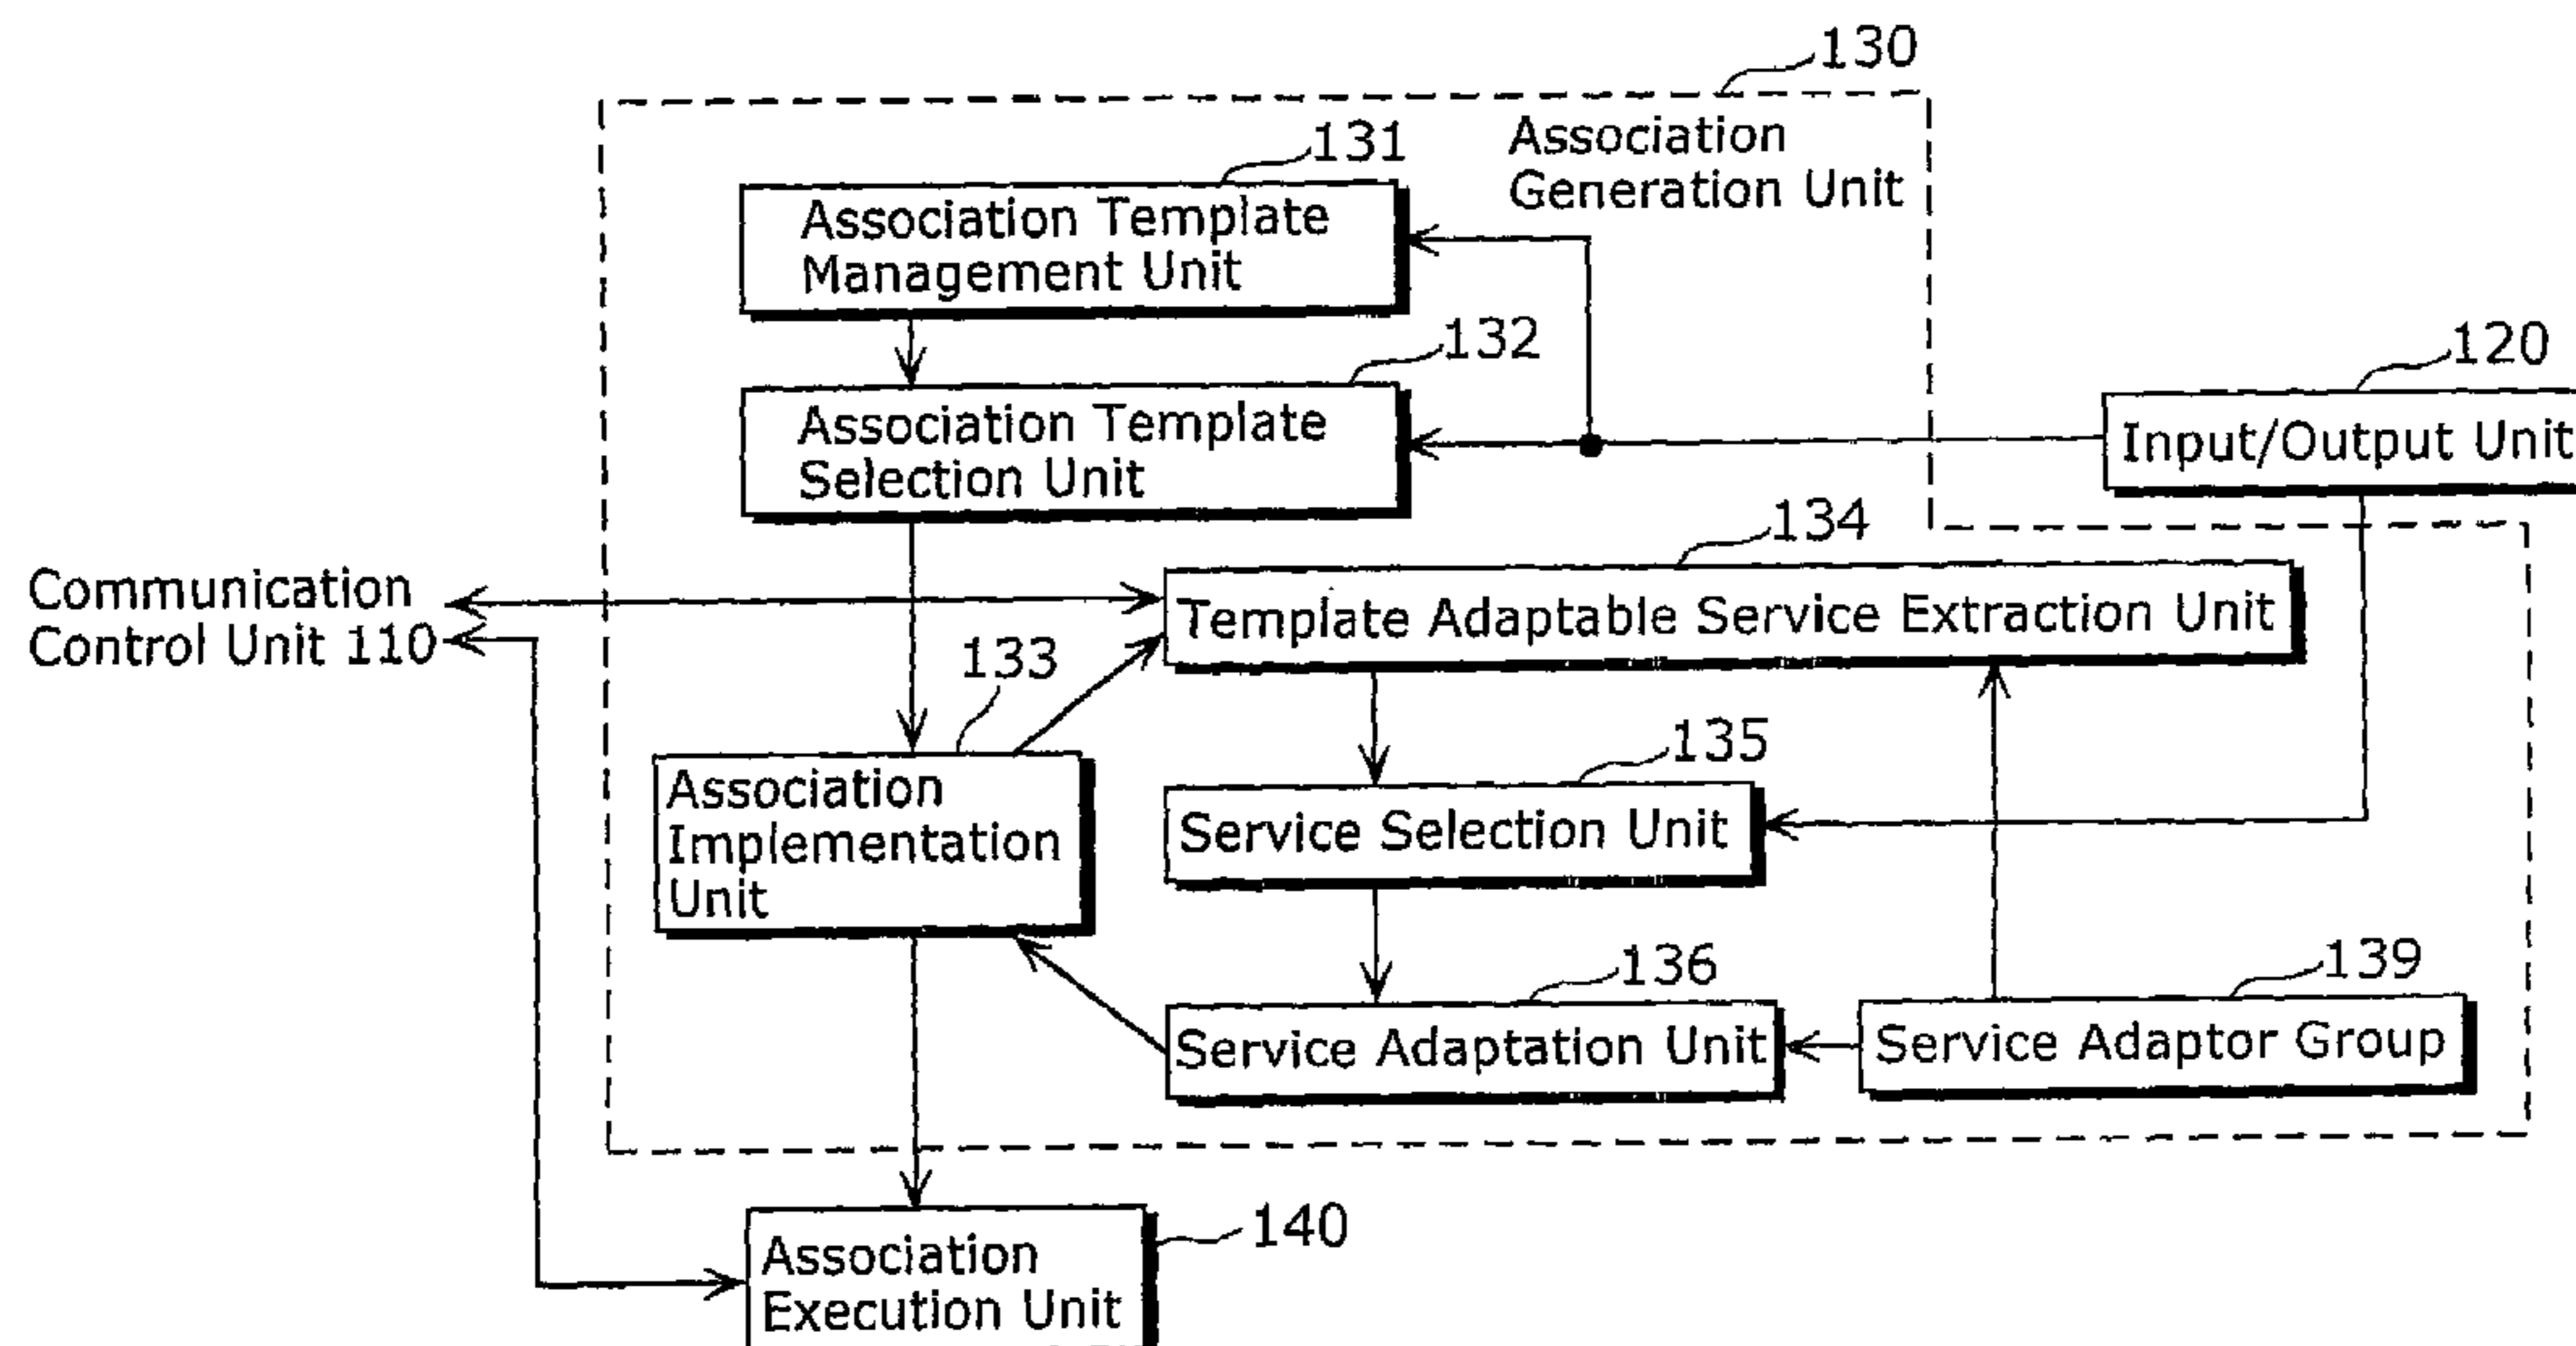 130
Association
Generation Unit
131
Association Template
Management Unit
132
Association Template
Selection Unit
120
Input/Output Unit
134
Template Adaptable Service Extraction Unit
Communication
Control Unit 110
133
Association
Implementation
Unit
135
Service Selection Unit
136
Service Adaptation Unit
139
Service Adaptor Group
Association
Execution Unit
140